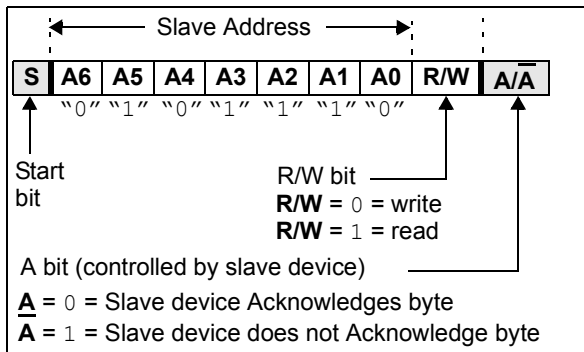 Slave Address
S A6 A5 A4 A3 A2 A1 A0 R/W A/A̅
“0” “1” “0” “1” “1” “1” “0”
Start
bit
R/W bit
R/W = 0 = write
R/W = 1 = read
A bit (controlled by slave device)
A = 0 = Slave device Acknowledges byte
A̅ = 1 = Slave device does not Acknowledge byte